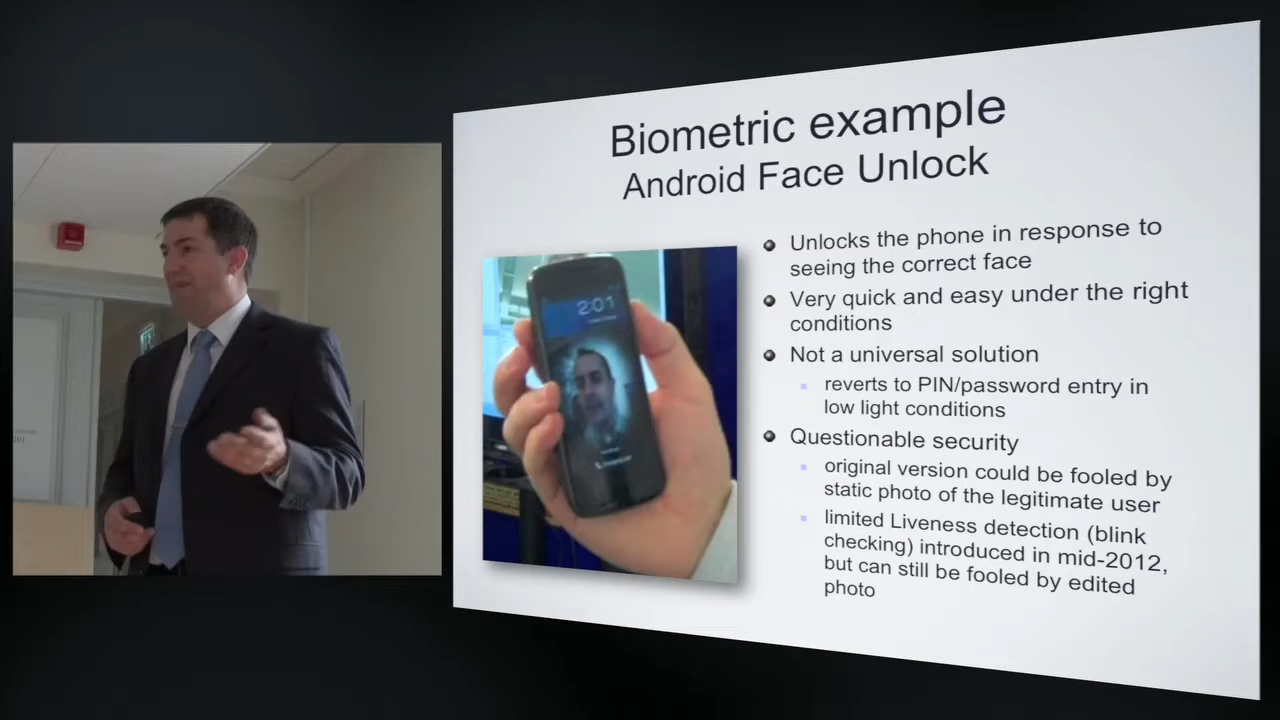 Biometric example
Android Face Unlock
Unlocks the phone in response to
seeing the correct face
Very quick and easy under the right
conditions
Not a universal solution
reverts to PIN/password entry in
low light conditions
Questionable security
original version could be fooled by
static photo of the legitimate user
limited Liveness detection (blink
checking) introduced in mid-2012,
but can still be fooled by edited
photo
2:01